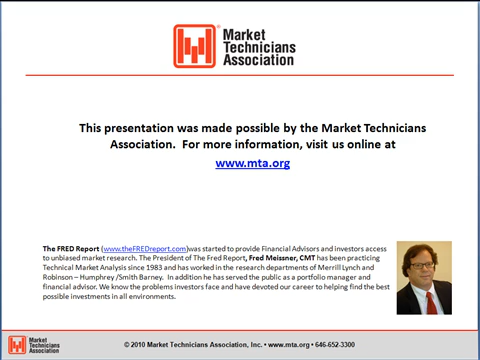 Market
Technicians
Association
This presentation was made possible by the Market Technicians
Association. For more information, visit us online at
www.mta.org
The FRED Report (www.theFREDreport.com)was started to provide Financial Advisors and investors access
to unbiased market research. The President of The Fred Report, Fred Meissner, CMT has been practicing
Technical Market Analysis since 1983 and has worked in the research departments of Merrill Lynch and
Robinson – Humphrey /Smith Barney. In addition he has served the public as a portfolio manager and
financial advisor. We know the problems investors face and have devoted our career to helping find the best
possible investments in all environments.
Market
Technicians
Association
© 2010 Market Technicians Association, Inc. • www.mta.org • 646-652-3300